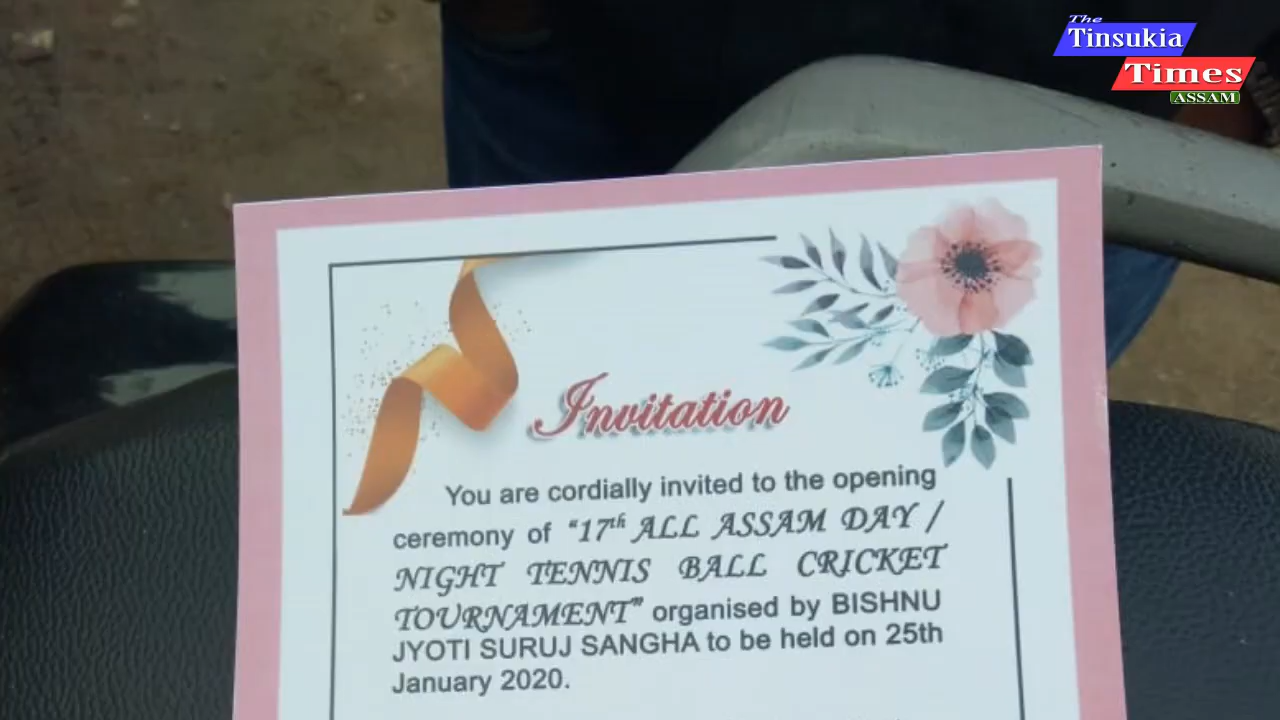 The
Tinsukia
Times
ASSAM
Invitation
You are cordially invited to the opening
ceremony of “17th ALL ASSAM DAY /
NIGHT TENNIS BALL CRICKET
TOURNAMENT” organised by BISHNU
JYOTI SURUJ SANGHA to be held on 25th
January 2020.